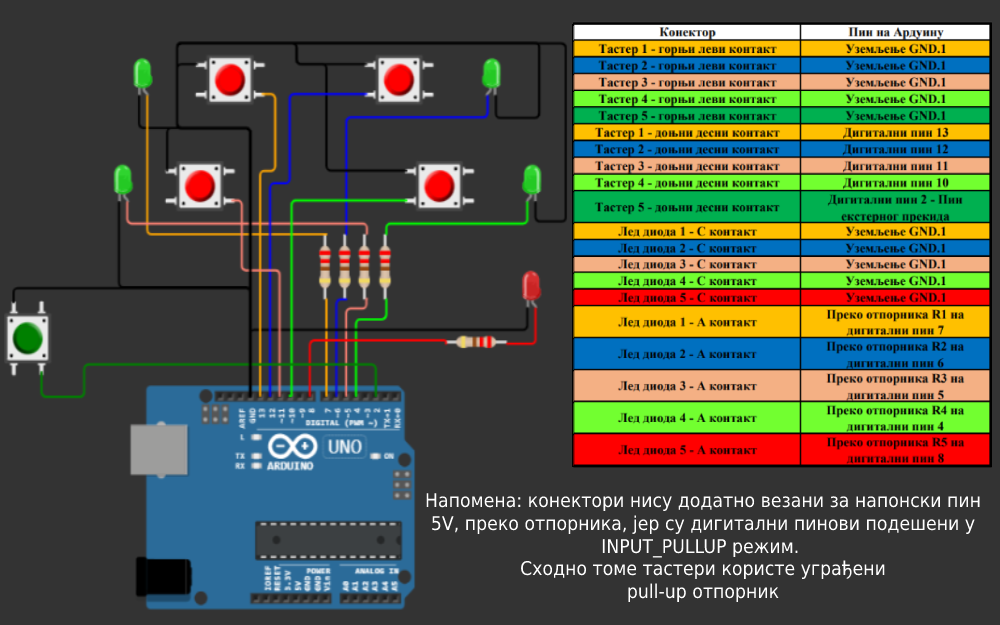 Конектор Пин на Ардуину
Тастер 1 - горњи леви контакт Уземљење GND.1
Тастер 2 - горњи леви контакт Уземљење GND.1
Тастер 3 - горњи леви контакт Уземљење GND.1
Тастер 4 - горњи леви контакт Уземљење GND.1
Тастер 5 - горњи леви контакт Уземљење GND.1
Тастер 1 - доњни десни контакт Дигитални пин 13
Тастер 2 - доњни десни контакт Дигитални пин 12
Тастер 3 - доњни десни контакт Дигитални пин 11
Тастер 4 - доњни десни контакт Дигитални пин 10
Тастер 5 - доњни десни контакт Дигитални пин 2 - Пин
екстерног прекида
Лед диода 1 - С контакт Уземљење GND.1
Лед диода 2 - С контакт Уземљење GND.1
Лед диода 3 - С контакт Уземљење GND.1
Лед диода 4 - С контакт Уземљење GND.1
Лед диода 5 - С контакт Уземљење GND.1
Лед диода 1 - А контакт Преко отпорника R1 на
дигитални пин 7
Лед диода 2 - А контакт Преко отпорника R2 на
дигитални пин 6
Лед диода 3 - А контакт Преко отпорника R3 на
дигитални пин 5
Лед диода 4 - А контакт Преко отпорника R4 на
дигитални пин 4
Лед диода 5 - А контакт Преко отпорника R5 на
дигитални пин 8
AREF
GND
13
12
~11
~10
~9
8
7
~6
~5
4
~3
2
TX→1
RX←0
DIGITAL (PWM ~)
L
TX
RX
UNO
ON
ARDUINO
POWER
ANALOG IN
IOREF
RESET
3.3V
5V
GND
GND
Vin
A0
A1
A2
A3
A4
A5
Напомена: конектори нису додатно везани за напонски пин
5V, преко отпорника, јер су дигитални пинови подешени у
INPUT_PULLUP режим.
Сходно томе тастери користе уграђени
pull-up отпорник